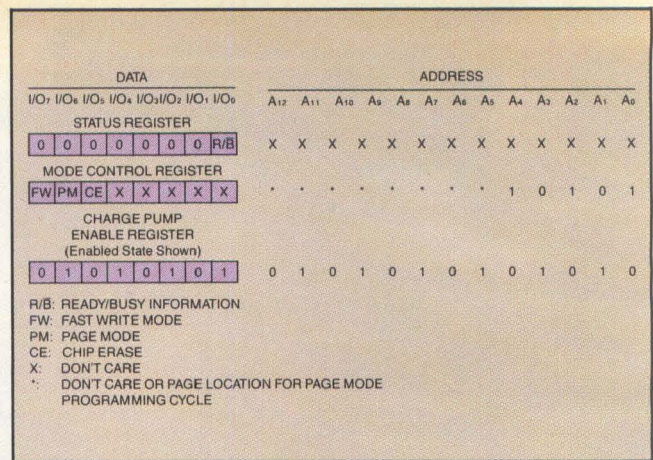 DATA ADDRESS
I/O7 I/O6 I/O5 I/O4 I/O3 I/O2 I/O1 I/O0 A12 A11 A10 A9 A8 A7 A6 A5 A4 A3 A2 A1 A0
STATUS REGISTER
0 0 0 0 0 0 0 R/B̅ X X X X X X X X X X X X X
MODE CONTROL REGISTER
FW PM CE X X X X X * * * * * * * * 1 0 1 0 1
CHARGE PUMP
ENABLE REGISTER
(Enabled State Shown)
0 1 0 1 0 1 0 1 0 1 0 1 0 1 0 1 0 1 0 1 0
R/B̅: READY/BUSY INFORMATION
FW: FAST WRITE MODE
PM: PAGE MODE
CE: CHIP ERASE
X: DON'T CARE
*: DON'T CARE OR PAGE LOCATION FOR PAGE MODE
PROGRAMMING CYCLE